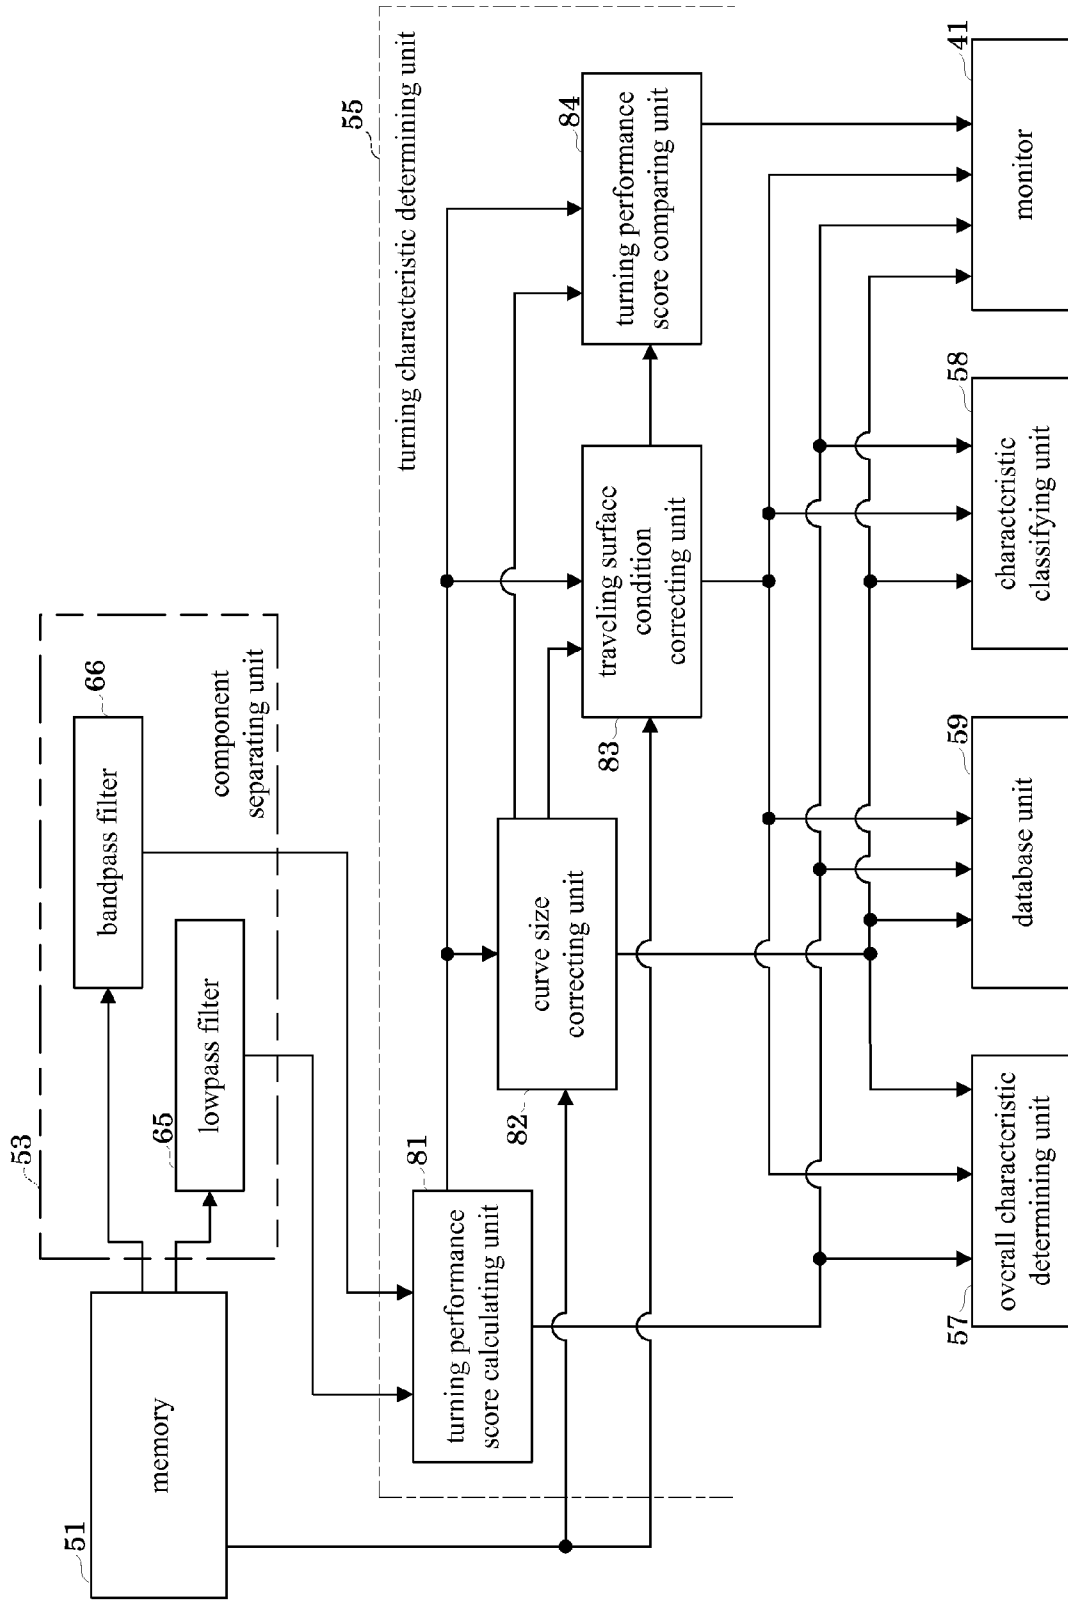 51
memory
53
65
lowpass filter
66
bandpass filter
component
separating unit
55
turning characteristic determining unit
81
turning performance
score calculating unit
82
curve size
correcting unit
83
traveling surface
condition
correcting unit
84
turning performance
score comparing unit
57
overall characteristic
determining unit
59
database unit
58
characteristic
classifying unit
41
monitor